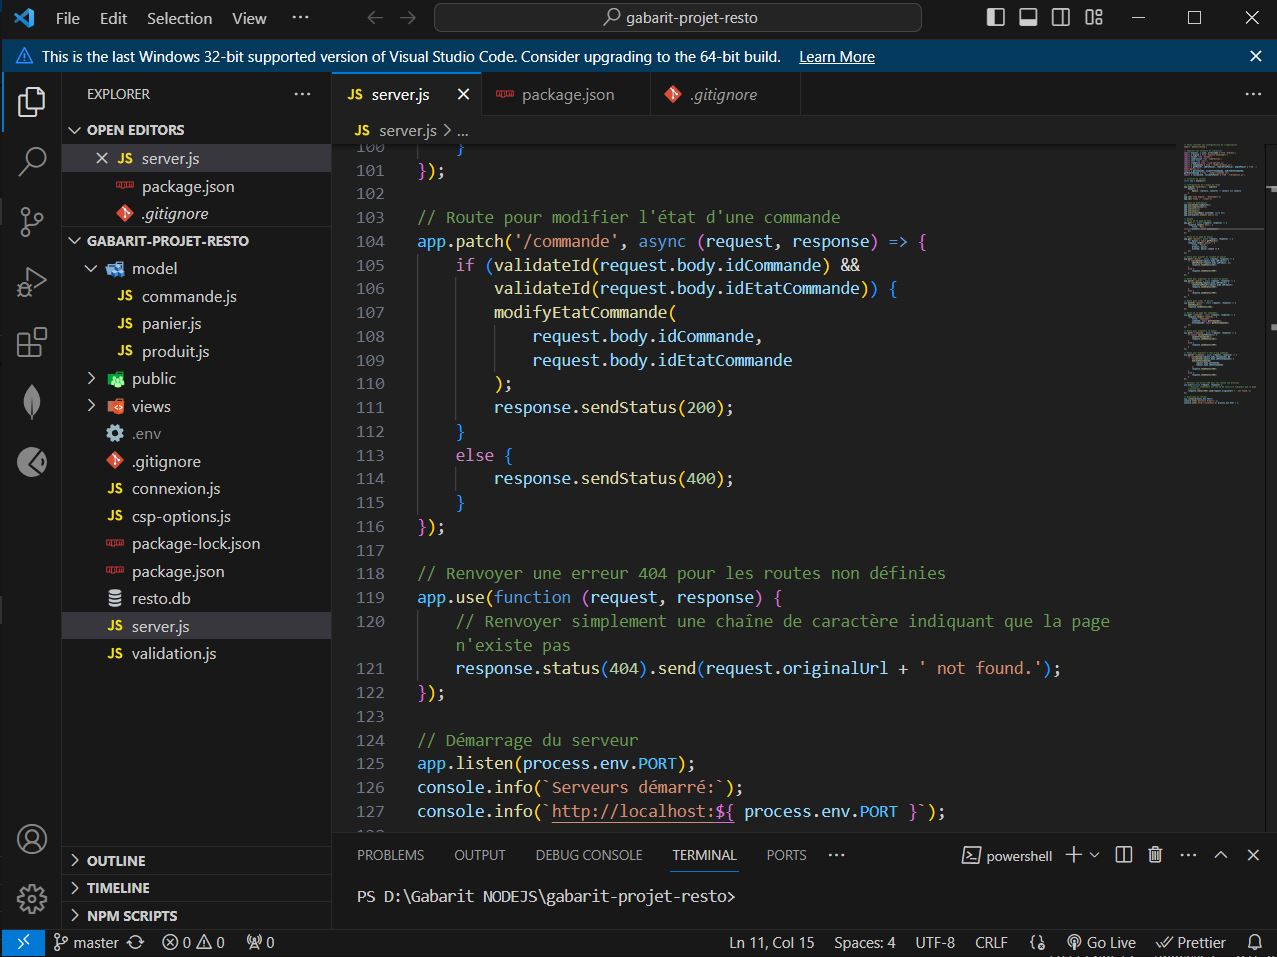 File Edit Selection View ··· gabarit-projet-resto
This is the last Windows 32-bit supported version of Visual Studio Code. Consider upgrading to the 64-bit build. Learn More
EXPLORER
OPEN EDITORS
JS server.js
package.json
.gitignore
GABARIT-PROJET-RESTO
model
JS commande.js
JS panier.js
JS produit.js
public
views
.env
.gitignore
JS connexion.js
JS csp-options.js
package-lock.json
package.json
resto.db
JS server.js
JS validation.js
OUTLINE
TIMELINE
NPM SCRIPTS
JS server.js package.json .gitignore
JS server.js > ...
100 }
101 });
102
103 // Route pour modifier l'état d'une commande
104 app.patch('/commande', async (request, response) => {
105 if (validateId(request.body.idCommande) &&
106 validateId(request.body.idEtatCommande)) {
107 modifyEtatCommande(
108 request.body.idCommande,
109 request.body.idEtatCommande
110 );
111 response.sendStatus(200);
112 }
113 else {
114 response.sendStatus(400);
115 }
116 });
117
118 // Renvoyer une erreur 404 pour les routes non définies
119 app.use(function (request, response) {
120 // Renvoyer simplement une chaîne de caractère indiquant que la page
n'existe pas
121 response.status(404).send(request.originalUrl + ' not found.');
122 });
123
124 // Démarrage du serveur
125 app.listen(process.env.PORT);
126 console.info(`Serveurs démarré:`);
127 console.info(`http://localhost:${ process.env.PORT }`);
PROBLEMS OUTPUT DEBUG CONSOLE TERMINAL PORTS ··· powershell
PS D:\Gabarit NODEJS\gabarit-projet-resto>
master 0 0 0 Ln 11, Col 15 Spaces: 4 UTF-8 CRLF Go Live Prettier